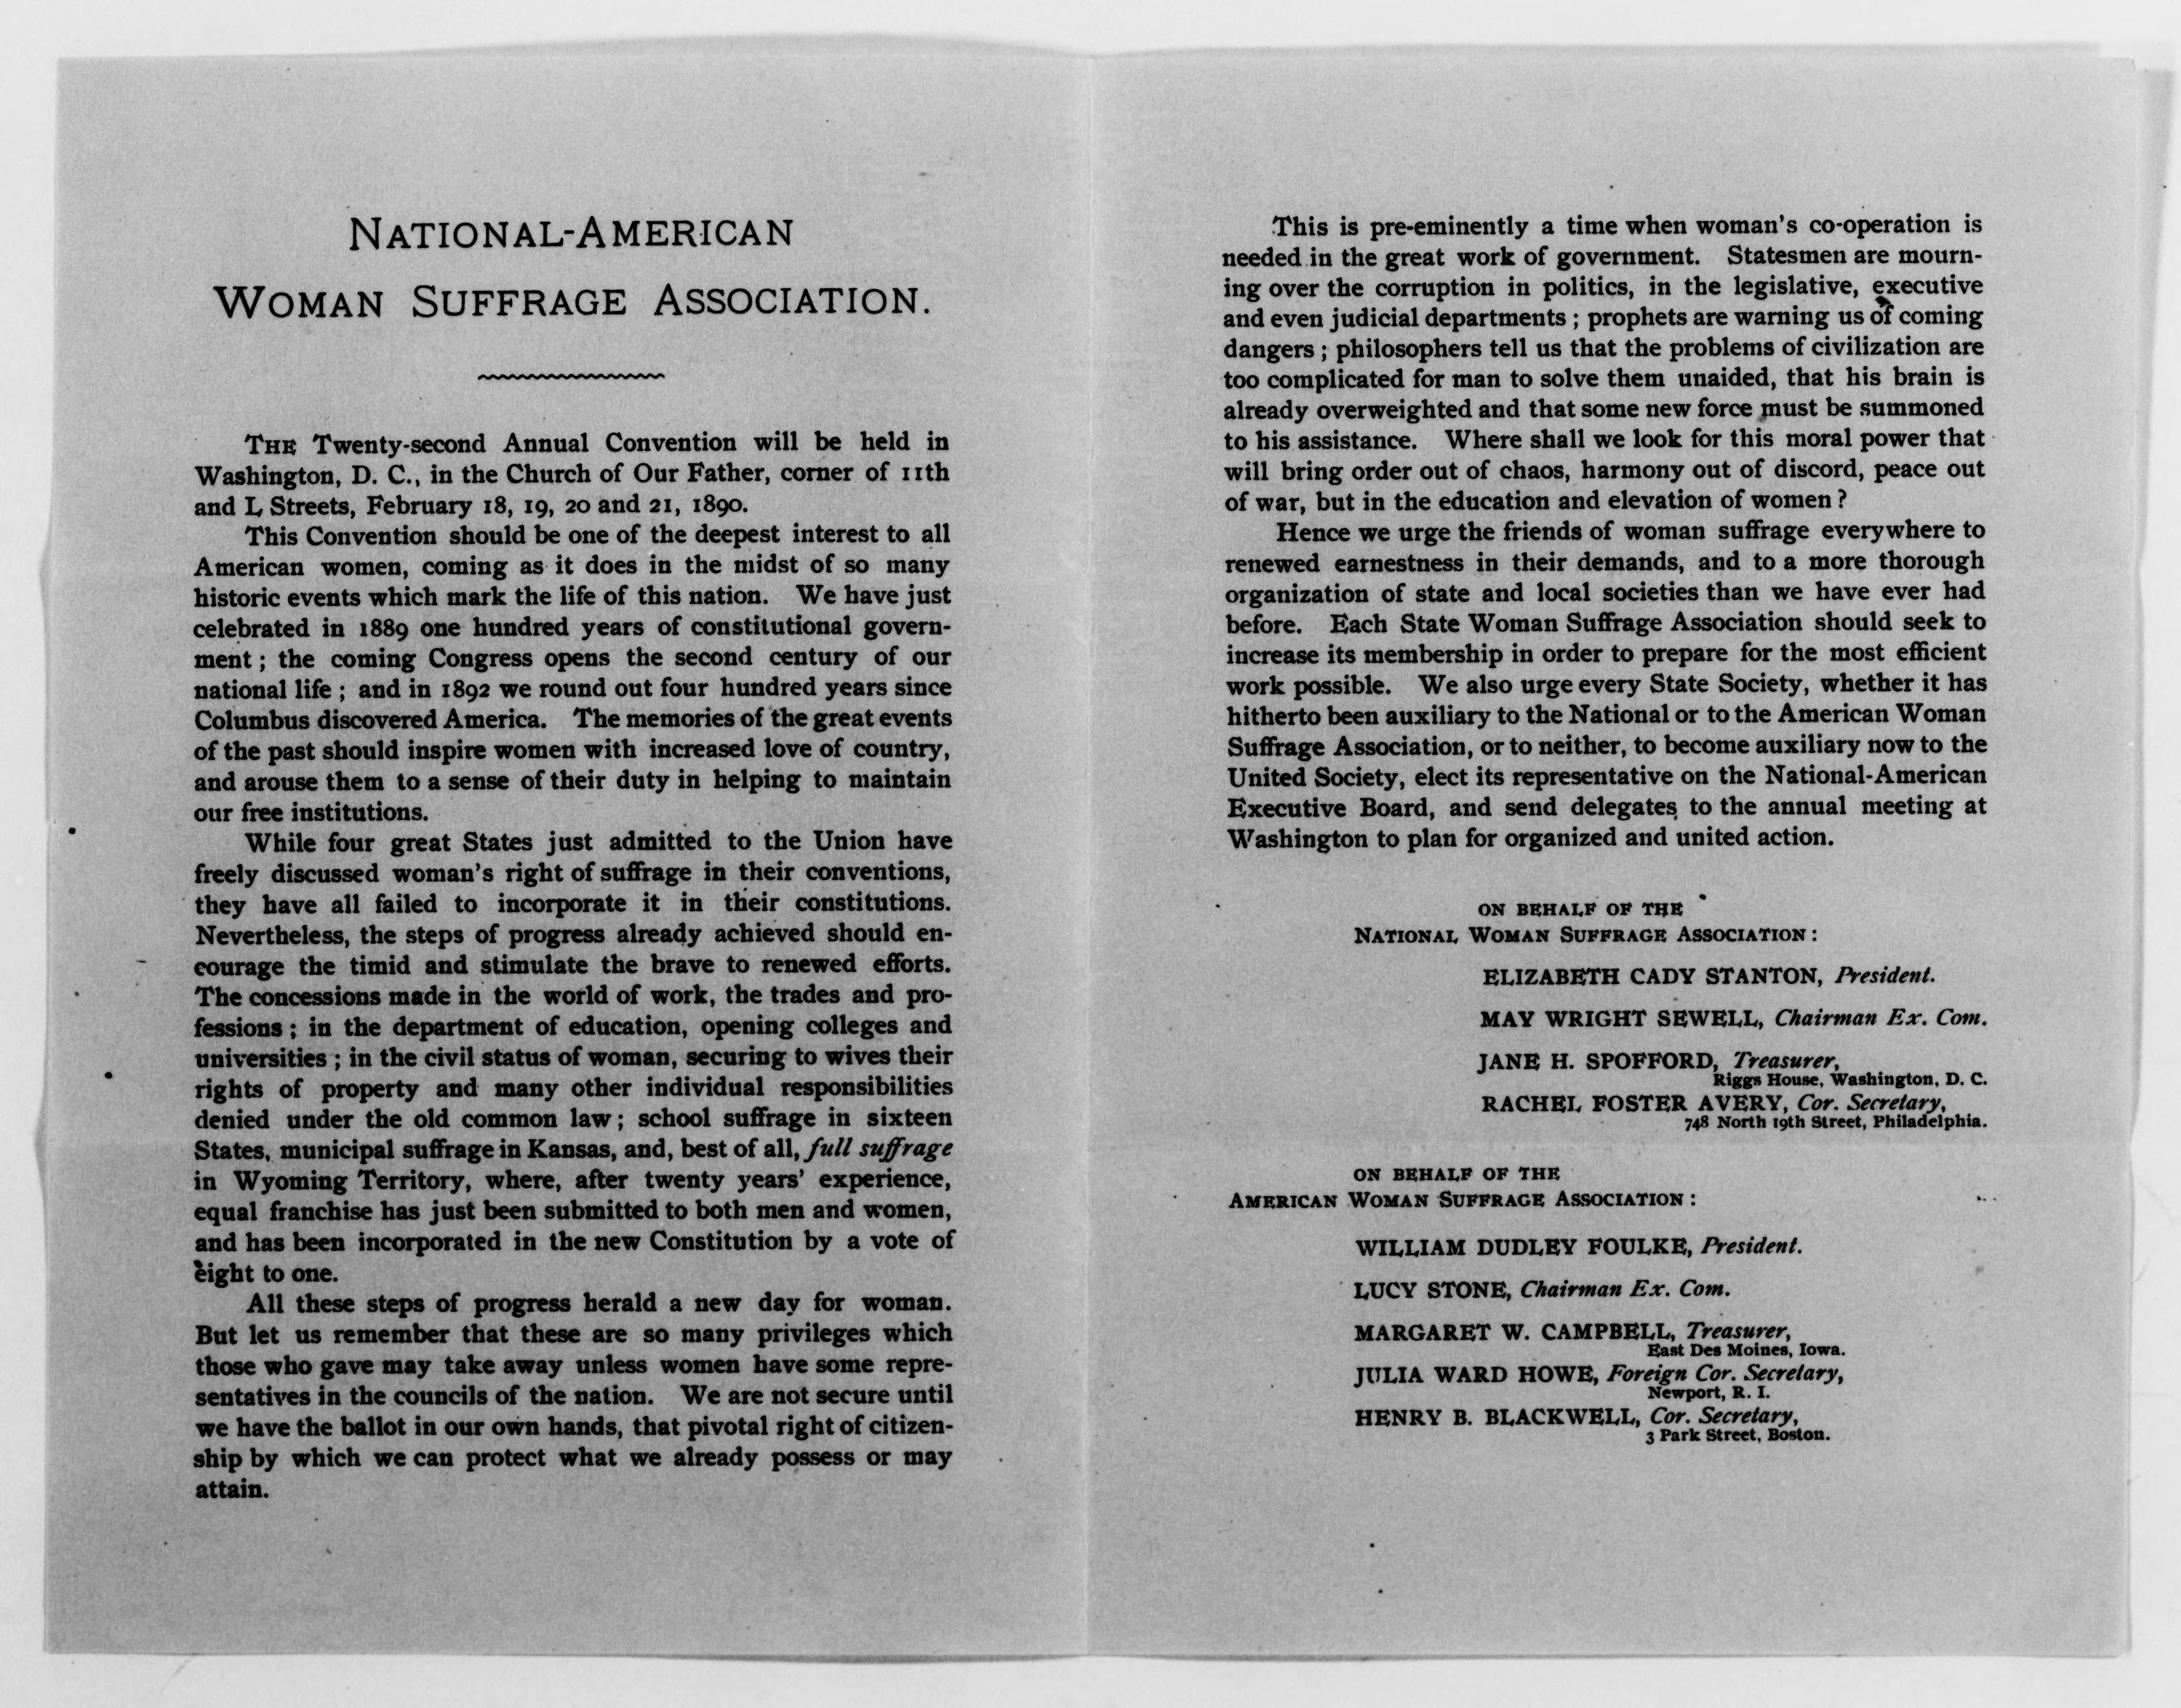 NATIONAL-AMERICAN
WOMAN SUFFRAGE ASSOCIATION.
THE Twenty-second Annual Convention will be held in
Washington, D. C., in the Church of Our Father, corner of 11th
and L Streets, February 18, 19, 20 and 21, 1890.
This Convention should be one of the deepest interest to all
American women, coming as it does in the midst of so many
historic events which mark the life of this nation. We have just
celebrated in 1889 one hundred years of constitutional govern-
ment ; the coming Congress opens the second century of our
national life ; and in 1892 we round out four hundred years since
Columbus discovered America. The memories of the great events
of the past should inspire women with increased love of country,
and arouse them to a sense of their duty in helping to maintain
our free institutions.
While four great States just admitted to the Union have
freely discussed woman's right of suffrage in their conventions,
they have all failed to incorporate it in their constitutions.
Nevertheless, the steps of progress already achieved should en-
courage the timid and stimulate the brave to renewed efforts.
The concessions made in the world of work, the trades and pro-
fessions ; in the department of education, opening colleges and
universities ; in the civil status of woman, securing to wives their
rights of property and many other individual responsibilities
denied under the old common law ; school suffrage in sixteen
States, municipal suffrage in Kansas, and, best of all, full suffrage
in Wyoming Territory, where, after twenty years' experience,
equal franchise has just been submitted to both men and women,
and has been incorporated in the new Constitution by a vote of
eight to one.
All these steps of progress herald a new day for woman.
But let us remember that these are so many privileges which
those who gave may take away unless women have some repre-
sentatives in the councils of the nation. We are not secure until
we have the ballot in our own hands, that pivotal right of citizen-
ship by which we can protect what we already possess or may
attain.
This is pre-eminently a time when woman's co-operation is
needed in the great work of government. Statesmen are mourn-
ing over the corruption in politics, in the legislative, executive
and even judicial departments ; prophets are warning us of coming
dangers ; philosophers tell us that the problems of civilization are
too complicated for man to solve them unaided, that his brain is
already overweighted and that some new force must be summoned
to his assistance. Where shall we look for this moral power that
will bring order out of chaos, harmony out of discord, peace out
of war, but in the education and elevation of women ?
Hence we urge the friends of woman suffrage everywhere to
renewed earnestness in their demands, and to a more thorough
organization of state and local societies than we have ever had
before. Each State Woman Suffrage Association should seek to
increase its membership in order to prepare for the most efficient
work possible. We also urge every State Society, whether it has
hitherto been auxiliary to the National or to the American Woman
Suffrage Association, or to neither, to become auxiliary now to the
United Society, elect its representative on the National-American
Executive Board, and send delegates to the annual meeting at
Washington to plan for organized and united action.
ON BEHALF OF THE
NATIONAL WOMAN SUFFRAGE ASSOCIATION :
ELIZABETH CADY STANTON, President.
MAY WRIGHT SEWELL, Chairman Ex. Com.
JANE H. SPOFFORD, Treasurer,
Riggs House, Washington, D. C.
RACHEL FOSTER AVERY, Cor. Secretary,
748 North 19th Street, Philadelphia.
ON BEHALF OF THE
AMERICAN WOMAN SUFFRAGE ASSOCIATION :
WILLIAM DUDLEY FOULKE, President.
LUCY STONE, Chairman Ex. Com.
MARGARET W. CAMPBELL, Treasurer,
East Des Moines, Iowa.
JULIA WARD HOWE, Foreign Cor. Secretary,
Newport, R. I.
HENRY B. BLACKWELL, Cor. Secretary,
3 Park Street, Boston.